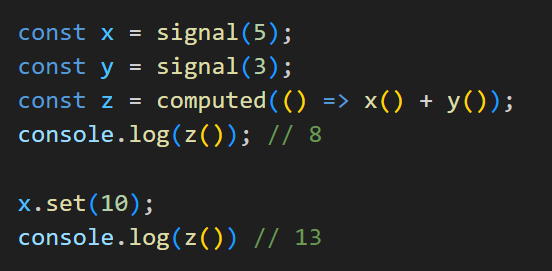 const x = signal(5);
const y = signal(3);
const z = computed(() => x() + y());
console.log(z()); // 8
x.set(10);
console.log(z()) // 13